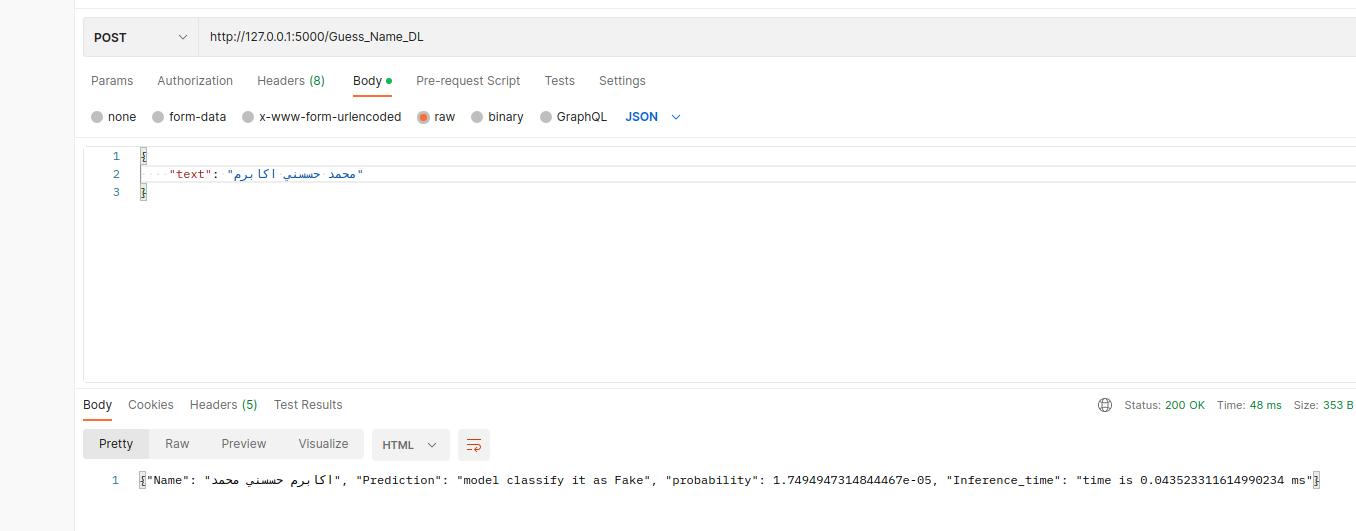 POST
http://127.0.0.1:5000/Guess_Name_DL
Params Authorization Headers (8) Body Pre-request Script Tests Settings
none form-data x-www-form-urlencoded raw binary GraphQL JSON
1 {
2 "text": "محمد حسسني اكابرم"
3 }
Body Cookies Headers (5) Test Results Status: 200 OK Time: 48 ms Size: 353 B
Pretty Raw Preview Visualize HTML
1 {"Name": "اكابرم حسسني محمد", "Prediction": "model classify it as Fake", "probability": 1.7494947314844467e-05, "Inference_time": "time is 0.043523311614990234 ms"}